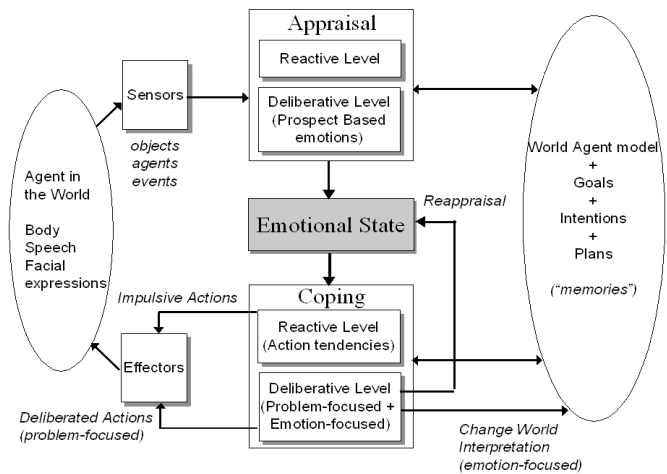 Appraisal
Reactive Level
Deliberative Level
(Prospect Based
emotions)
Sensors
objects
agents
events
Agent in
the World
Body
Speech
Facial
expressions
World Agent model
+
Goals
+
Intentions
+
Plans
(“memories”)
Reappraisal
Emotional State
Coping
Impulsive Actions
Reactive Level
(Action tendencies)
Effectors
Deliberative Level
(Problem-focused +
Emotion-focused)
Deliberated Actions
(problem-focused)
Change World
Interpretation
(emotion-focused)